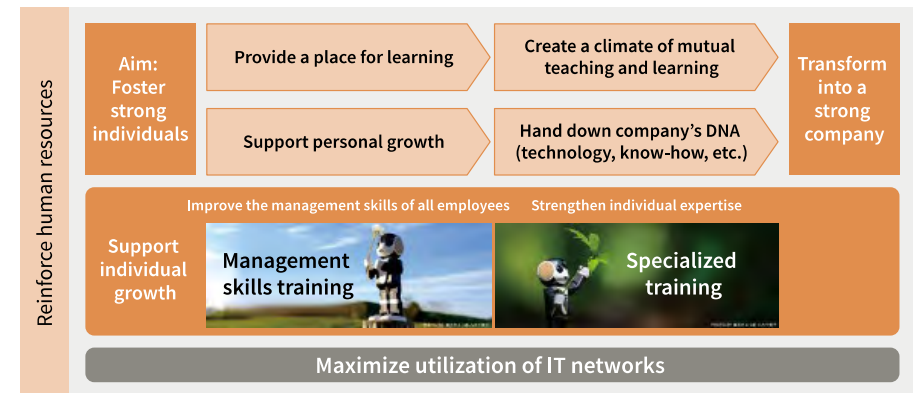 Reinforce human resources
Aim:
Foster
strong
individuals
Provide a place for learning
Create a climate of mutual
teaching and learning
Support personal growth
Hand down company's DNA
(technology, know-how, etc.)
Transform
into a
strong
company
Support
individual
growth
Improve the management skills of all employees
Strengthen individual expertise
Management
skills training
Specialized
training
Maximize utilization of IT networks